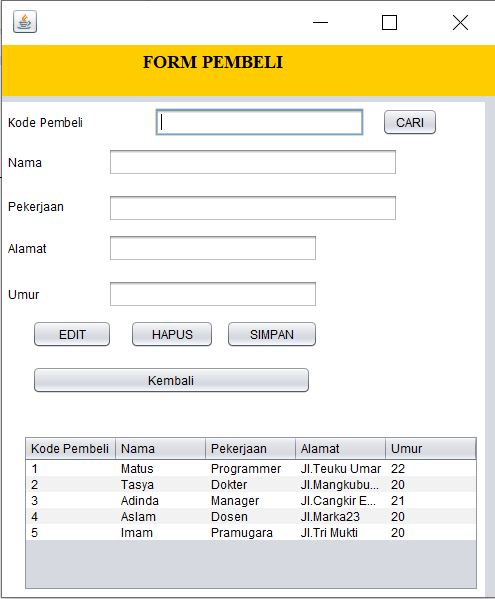 FORM PEMBELI
Kode Pembeli CARI
Nama
Pekerjaan
Alamat
Umur
EDIT HAPUS SIMPAN
Kembali
Kode Pembeli Nama Pekerjaan Alamat Umur
1 Matus Programmer Jl.Teuku Umar 22
2 Tasya Dokter Jl.Mangkubu... 20
3 Adinda Manager Jl.Cangkir E... 21
4 Aslam Dosen Jl.Marka23 20
5 Imam Pramugara Jl.Tri Mukti 20